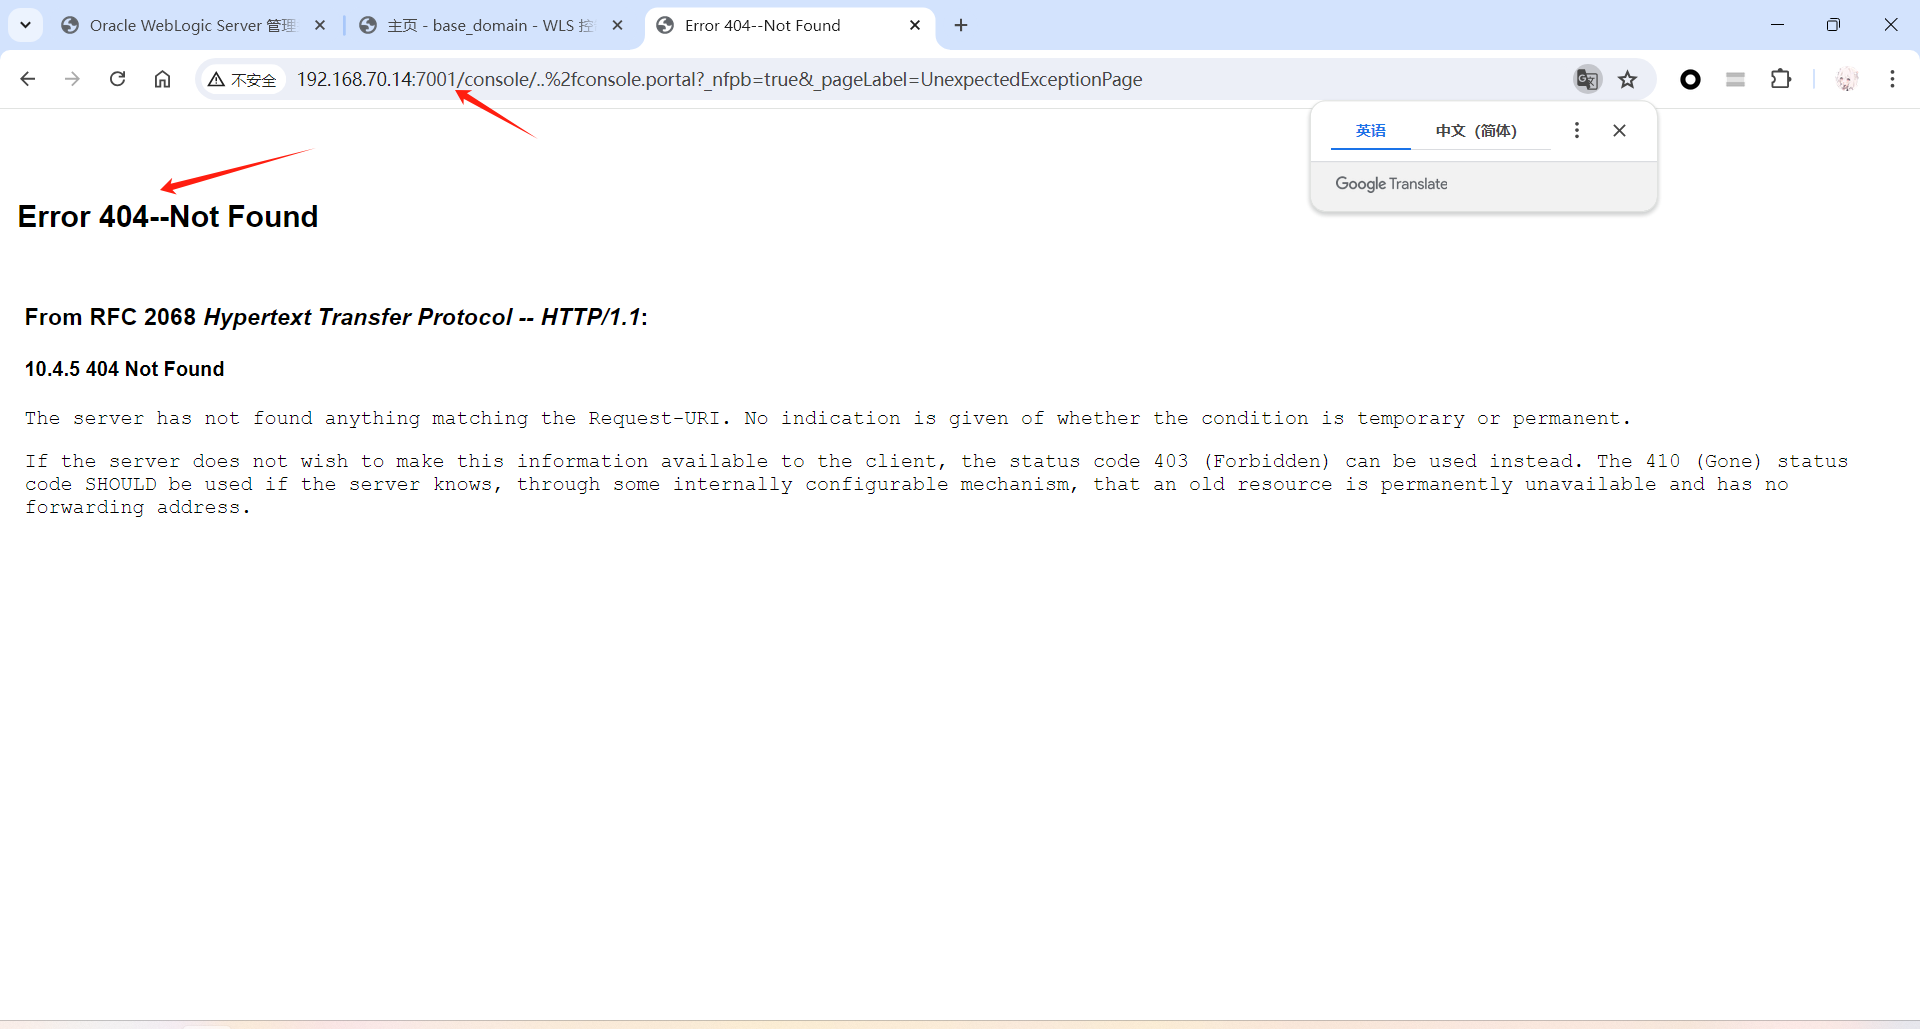 Oracle WebLogic Server 管理
主页 - base_domain - WLS 控
Error 404--Not Found
不安全
192.168.70.14:7001/console/..%2fconsole.portal?_nfpb=true&_pageLabel=UnexpectedExceptionPage
英语
中文（简体）
Google Translate
Error 404--Not Found
From RFC 2068 Hypertext Transfer Protocol -- HTTP/1.1:
10.4.5 404 Not Found
The server has not found anything matching the Request-URI. No indication is given of whether the condition is temporary or permanent.
If the server does not wish to make this information available to the client, the status code 403 (Forbidden) can be used instead. The 410 (Gone) status
code SHOULD be used if the server knows, through some internally configurable mechanism, that an old resource is permanently unavailable and has no
forwarding address.